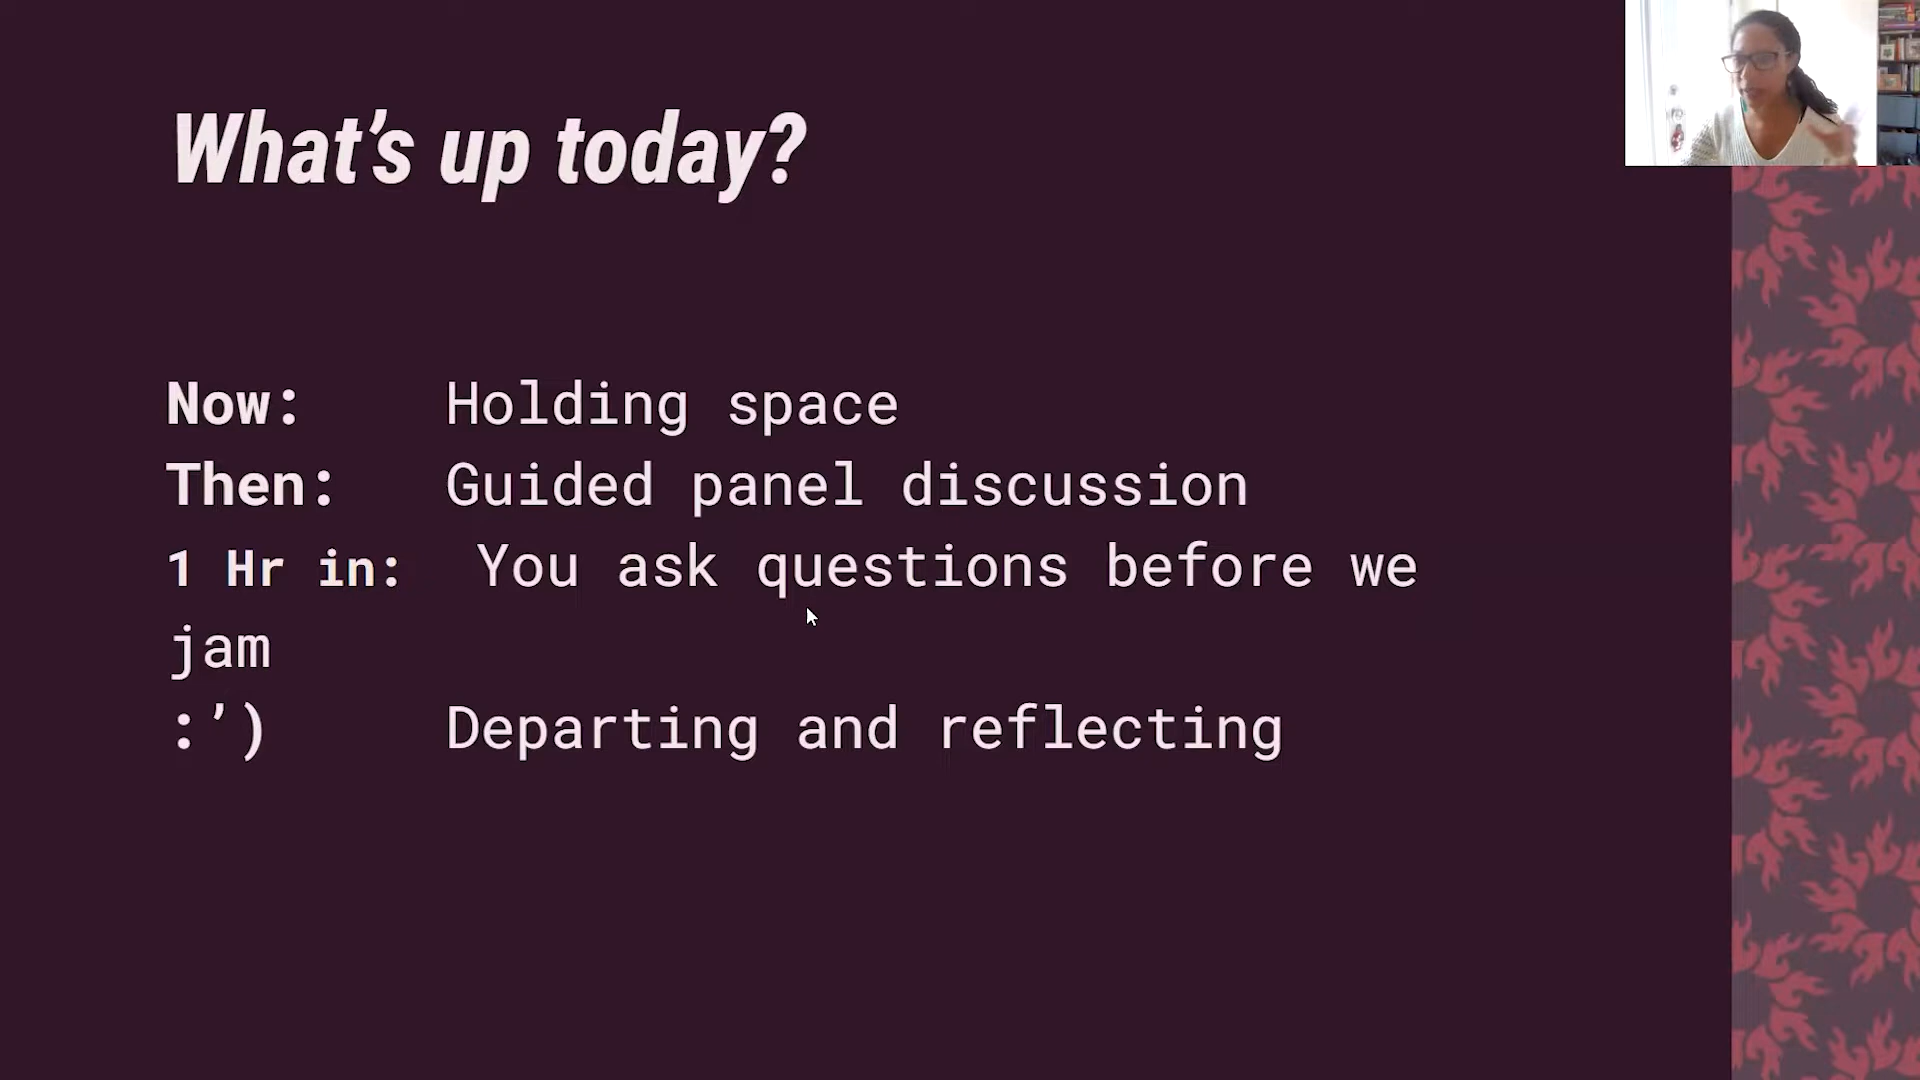 What’s up today?
Now: Holding space
Then: Guided panel discussion
1 Hr in: You ask questions before we
jam
:’) Departing and reflecting